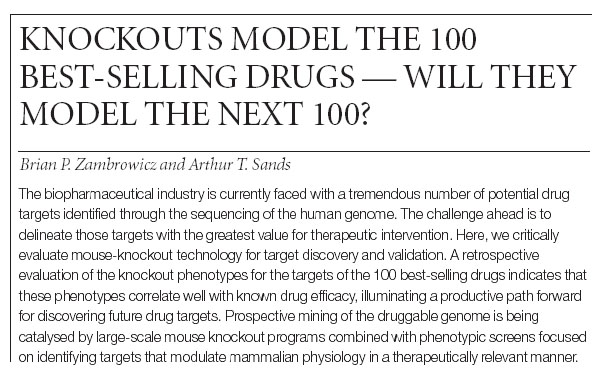 KNOCKOUTS MODEL THE 100
BEST-SELLING DRUGS — WILL THEY
MODEL THE NEXT 100?
Brian P. Zambrowicz and Arthur T. Sands
The biopharmaceutical industry is currently faced with a tremendous number of potential drug
targets identified through the sequencing of the human genome. The challenge ahead is to
delineate those targets with the greatest value for therapeutic intervention. Here, we critically
evaluate mouse-knockout technology for target discovery and validation. A retrospective
evaluation of the knockout phenotypes for the targets of the 100 best-selling drugs indicates that
these phenotypes correlate well with known drug efficacy, illuminating a productive path forward
for discovering future drug targets. Prospective mining of the druggable genome is being
catalysed by large-scale mouse knockout programs combined with phenotypic screens focused
on identifying targets that modulate mammalian physiology in a therapeutically relevant manner.